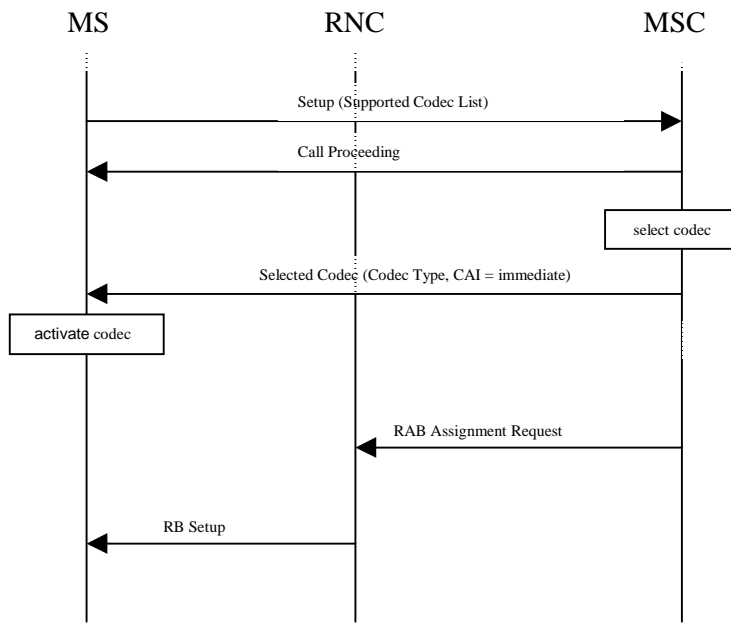 MS RNC MSC
Setup (Supported Codec List)
Call Proceeding
select codec
Selected Codec (Codec Type, CAI = immediate)
activate codec
RAB Assignment Request
RB Setup